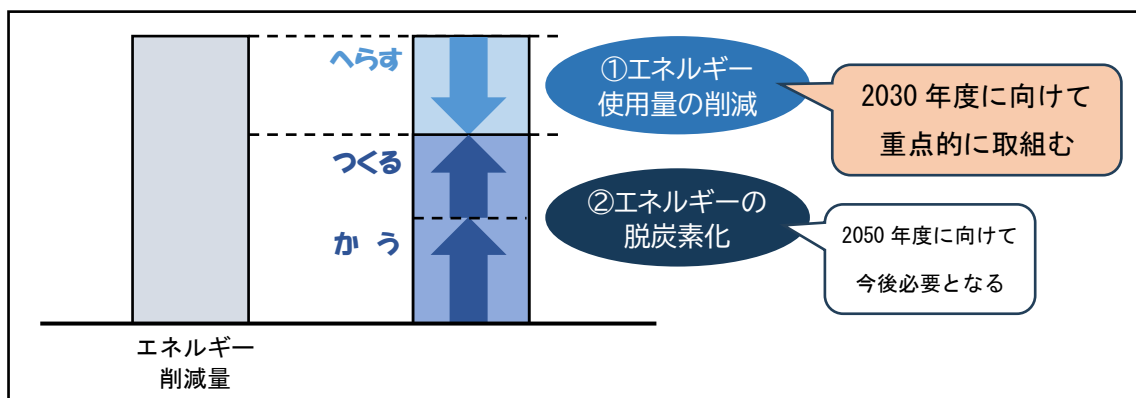 へらす
つくる
か う
①エネルギー
使用量の削減
2030 年度に向けて
重点的に取組む
②エネルギーの
脱炭素化
2050 年度に向けて
今後必要となる
エネルギー
削減量